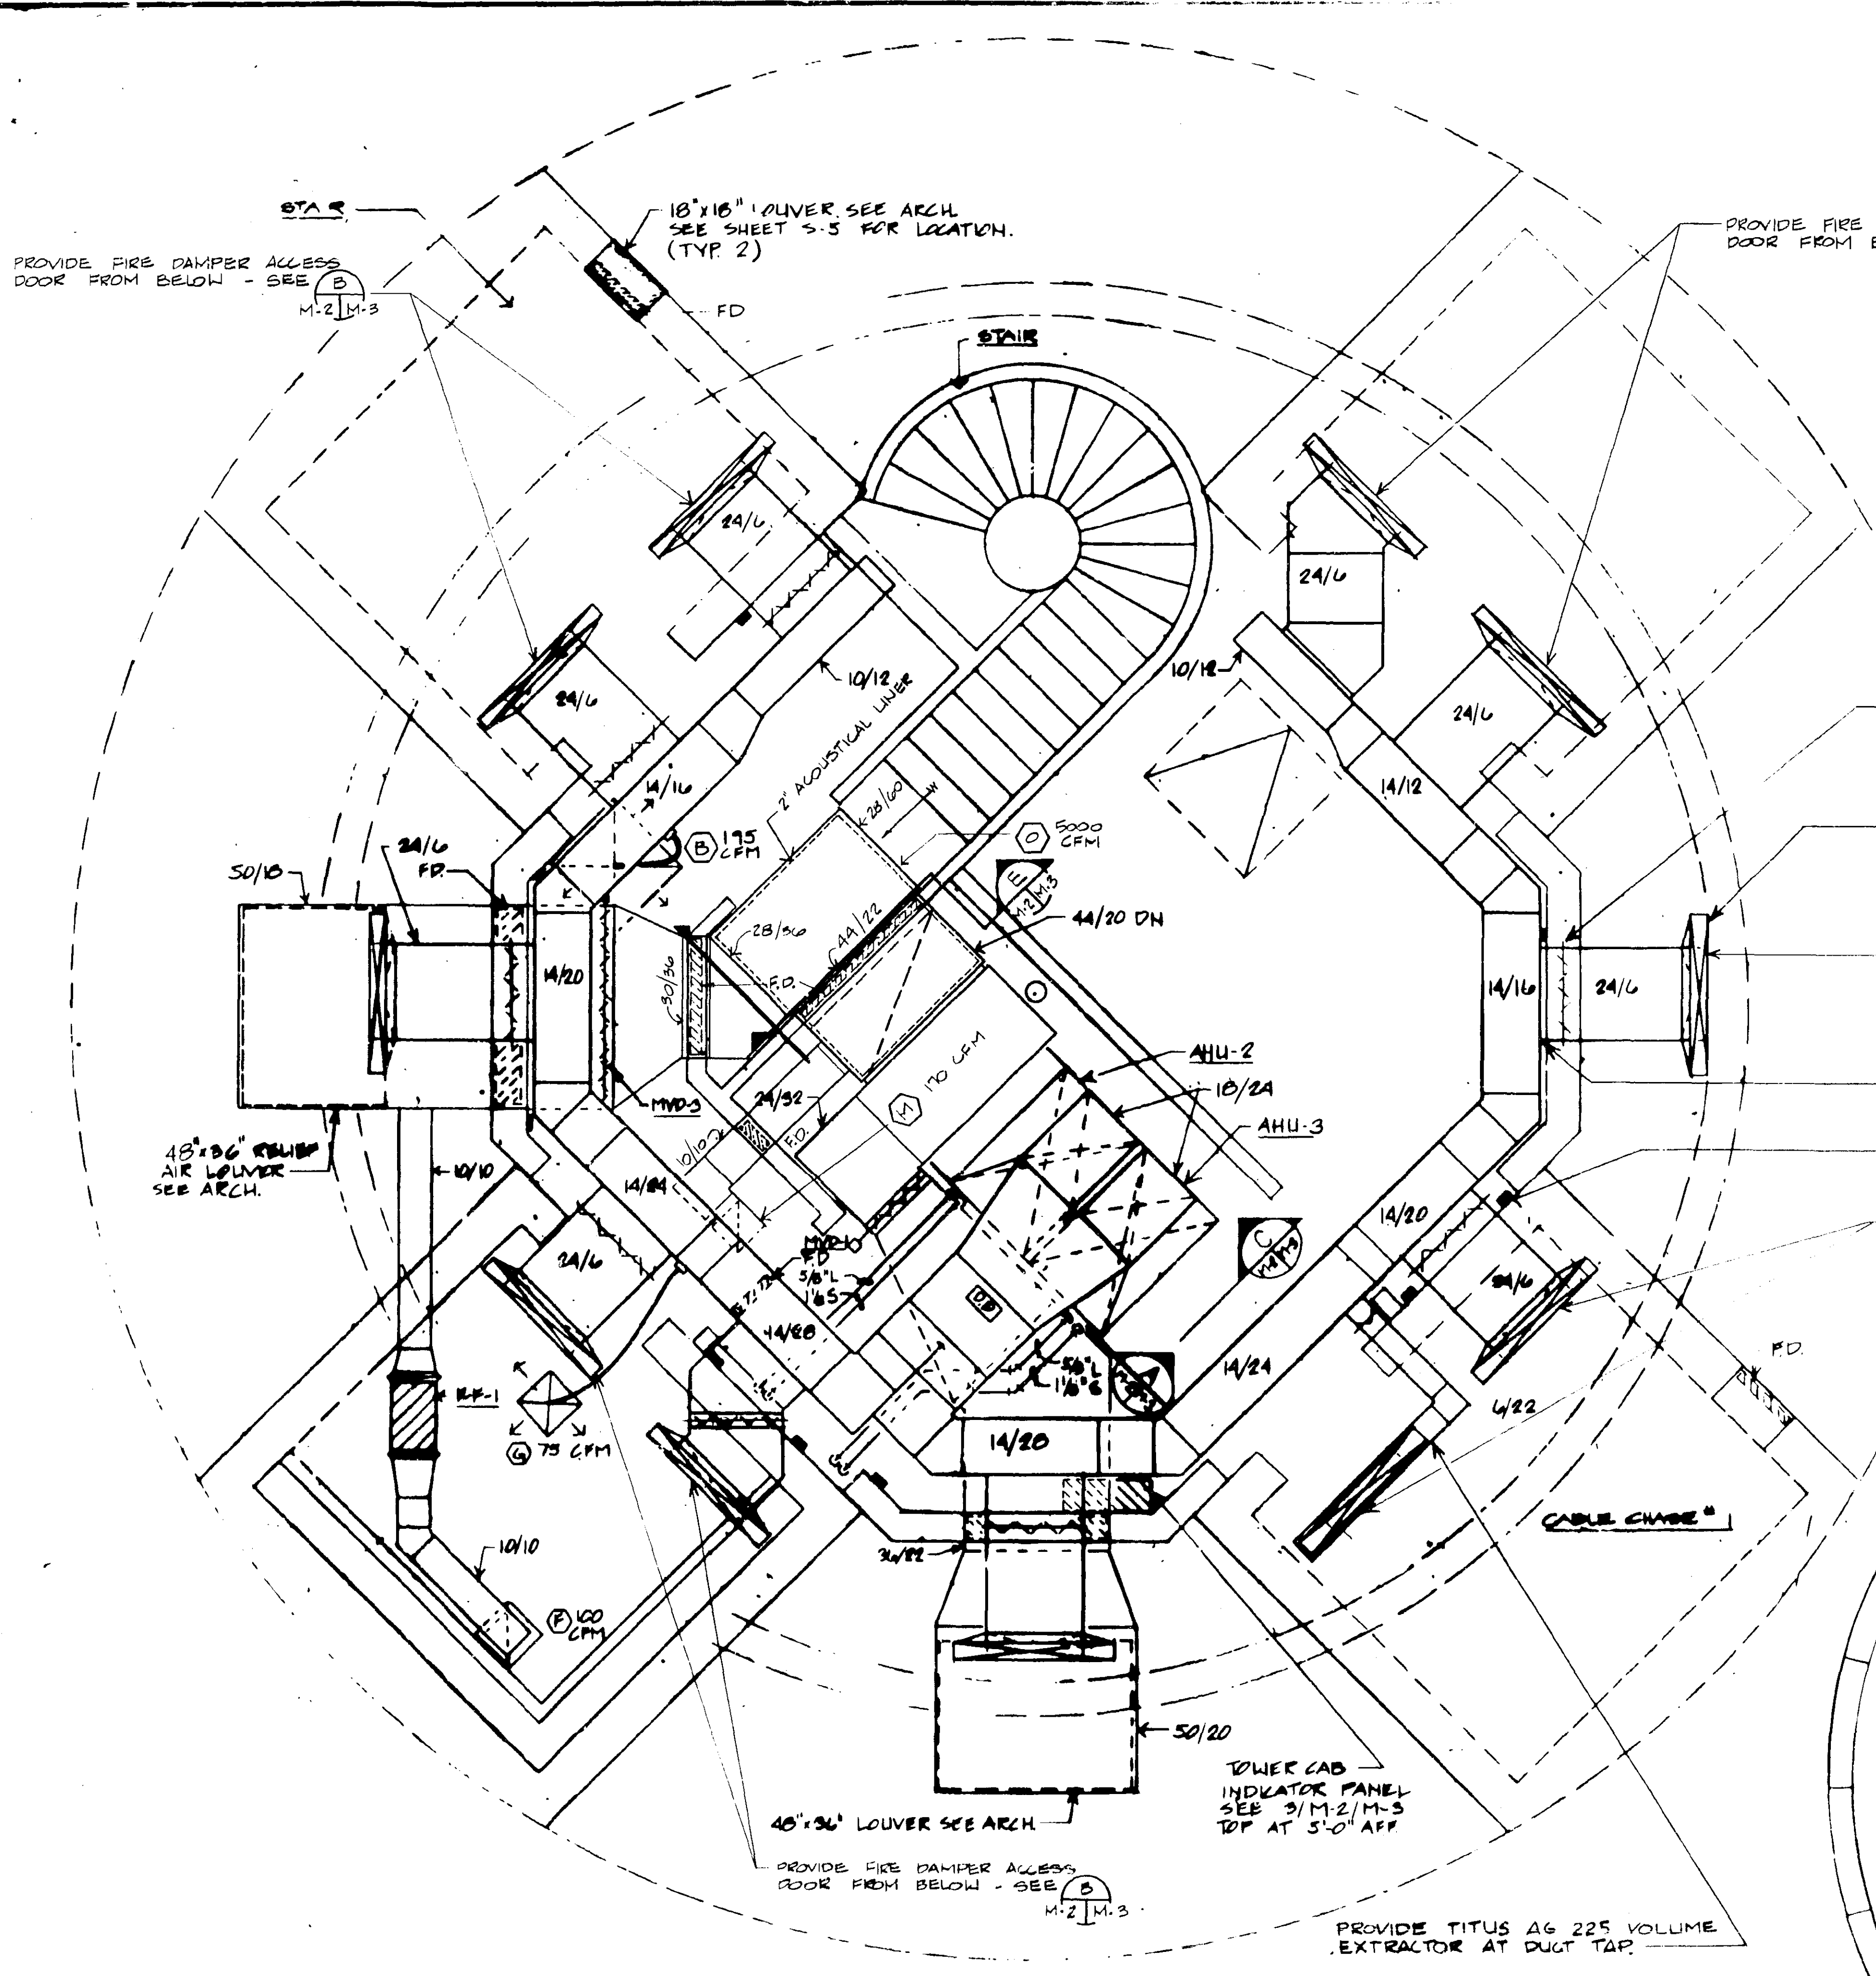 18"x18" LOUVER. SEE ARCH
SEE SHEET S-5 FOR LOCATION.
(TYP. 2)
PROVIDE FIRE
DOOR FROM
PROVIDE FIRE DAMPER ACCESS
DOOR FROM BELOW - SEE
B
M-2 M-3
FD
STAIR
24/6
24/6
24/6
24/6
10/12
10/12
2" ACOUSTICAL LINER
14/16
14/12
28/60
B 195
CFM
O 5000
CFM
E
M-2 M-3
24/6
FD.
50/18
44/20 DN
28/36
44/22
F.D.
30/36
14/20
14/16
24/6
MVD-3
24/32
M 170 CFM
AHU-2
18/24
AHU-3
48"x36" RELIEF
AIR LOUVER
SEE ARCH.
10/10
10/10
F.D.
14/24
24/6
14/20
24/6
C
5/8"L
14/28
D.D
5/8"L
A
14/24
F.D.
6/22
G 75 CFM
14/28
CABLE CHASE
10/10
36/22
F 100
CFM
50/20
TOWER CAB
INDICATOR PANEL
SEE 3/M-2/M-3
TOP AT 5'-0" AFF
48"x36" LOUVER SEE ARCH
PROVIDE FIRE DAMPER ACCESS
DOOR FROM BELOW - SEE
B
M-2 M-3
PROVIDE TITUS AG 225 VOLUME
EXTRACTOR AT DUCT TAP.